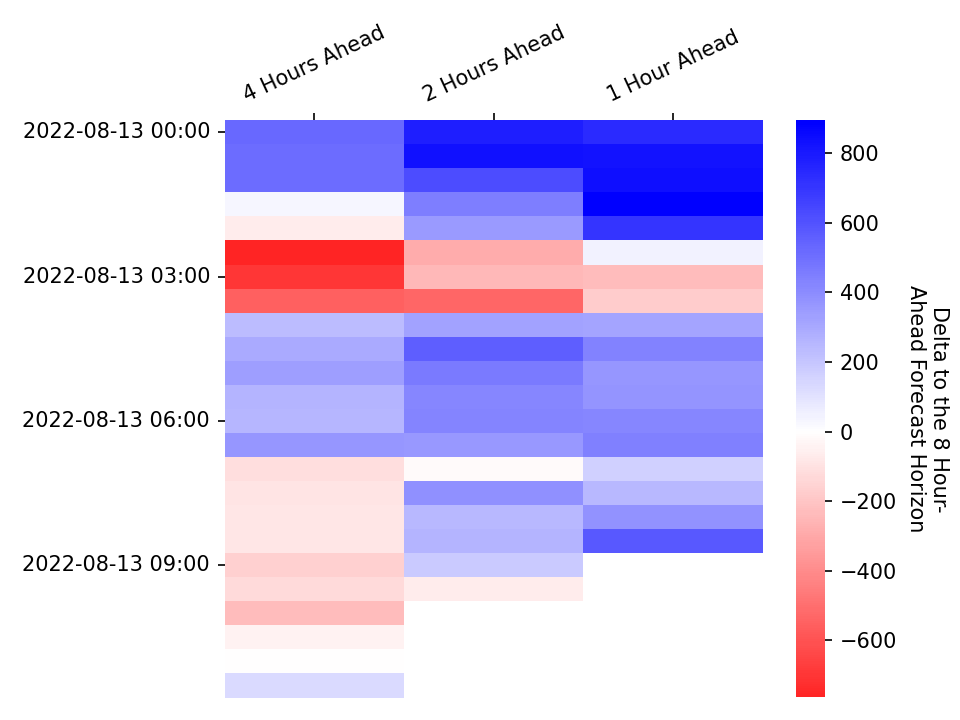 4 Hours Ahead
2 Hours Ahead
1 Hour Ahead
2022-08-13 00:00
2022-08-13 03:00
2022-08-13 06:00
2022-08-13 09:00
800
600
400
200
0
−200
−400
−600
Delta to the 8 Hour-
Ahead Forecast Horizon